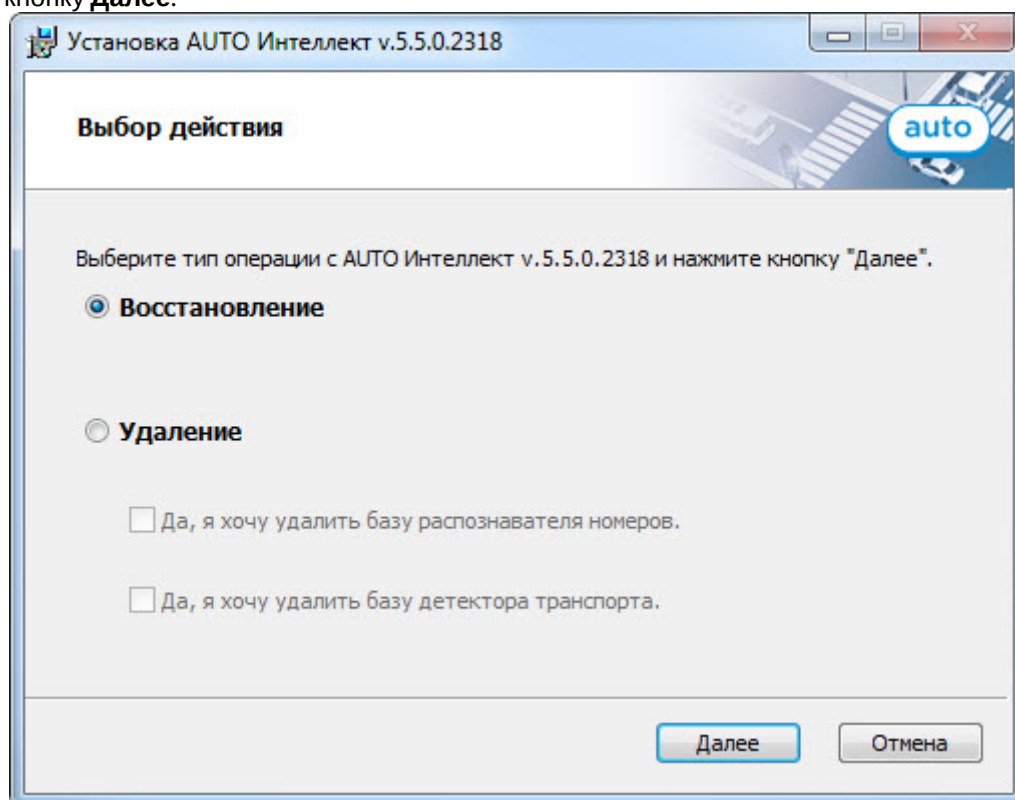 кнопку Далее.
Установка AUTO Интеллект v.5.5.0.2318
Выбор действия
auto
Выберите тип операции с AUTO Интеллект v.5.5.0.2318 и нажмите кнопку "Далее".
Восстановление
Удаление
Да, я хочу удалить базу распознавателя номеров.
Да, я хочу удалить базу детектора транспорта.
Далее
Отмена